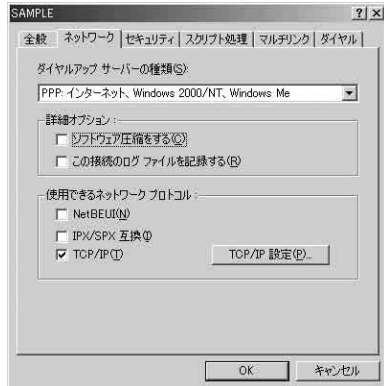 SAMPLE
全般 ネットワーク セキュリティ スクリプト処理 マルチリンク ダイヤル
ダイヤルアップ サーバーの種類(S):
PPP: インターネット、Windows 2000/NT、Windows Me
詳細オプション :
ソフトウェア圧縮をする(C)
この接続のログ ファイルを記録する(R)
使用できるネットワーク プロトコル :
NetBEUI(N)
IPX/SPX 互換(I)
TCP/IP(T) TCP/IP 設定(P)...
OK キャンセル